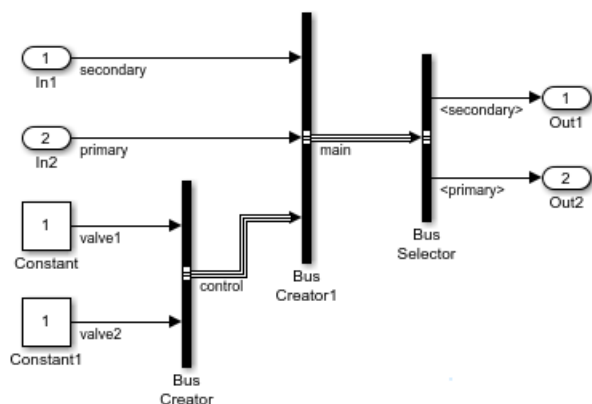 1
In1
secondary
2
In2
primary
1
Constant
valve1
1
Constant1
valve2
Bus
Creator
control
Bus
Creator1
main
Bus
Selector
<secondary>
1
Out1
<primary>
2
Out2